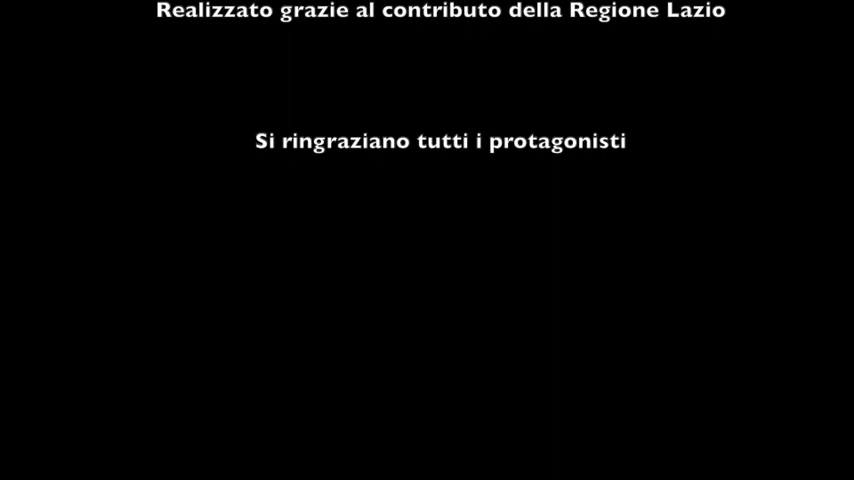 Realizzato grazie al contributo della Regione Lazio
Si ringraziano tutti i protagonisti